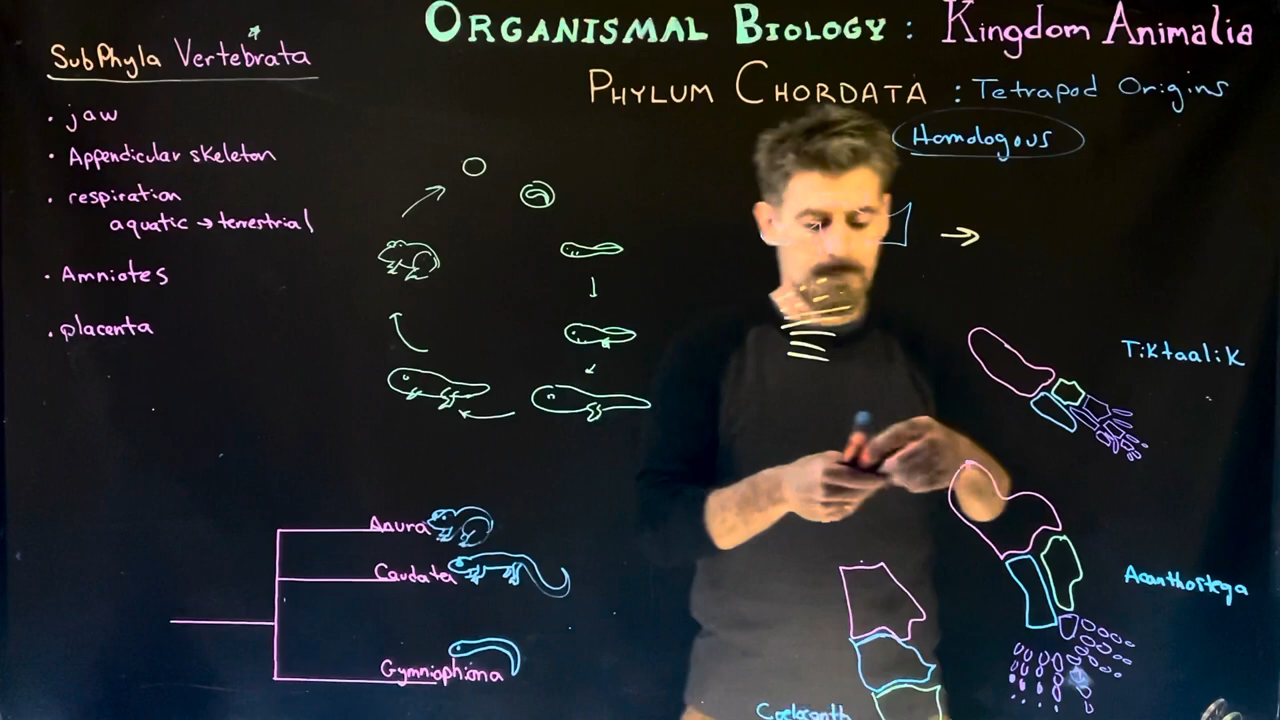 ORGANISMAL BIOLOGY : Kingdom Animalia
PHYLUM CHORDATA : Tetrapod Origins
Homologous
SubPhyla Vertebrata
· jaw
· Appendicular skeleton
· respiration
aquatic → terrestrial
· Amniotes
· placenta
Tiktaalik
Acanthostega
Coelacanth
Anura
Caudata
Gymniophiona